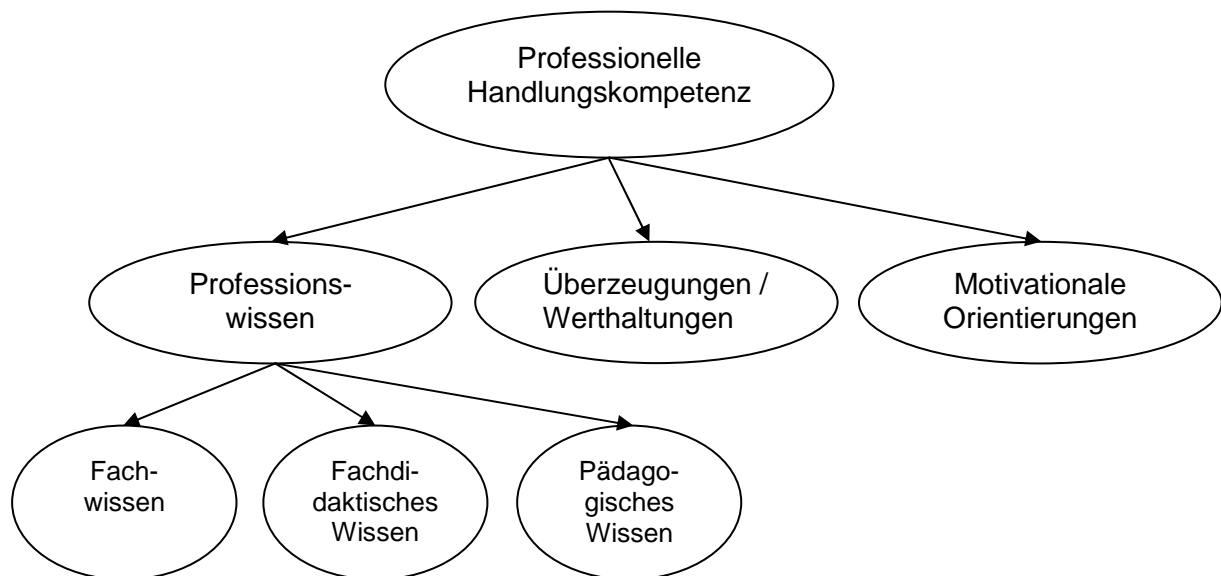 Professionelle
Handlungskompetenz
Professions-
wissen
Überzeugungen /
Werthaltungen
Motivationale
Orientierungen
Fach-
wissen
Fachdi-
daktisches
Wissen
Pädago-
gisches
Wissen